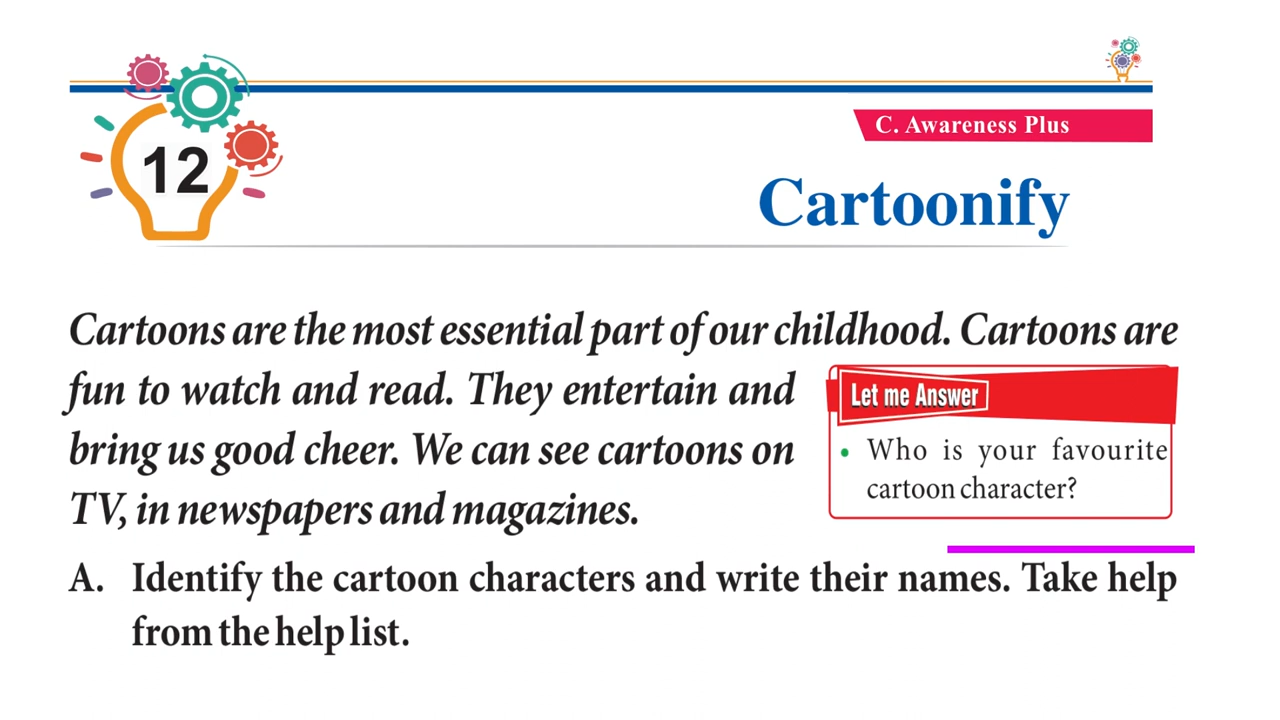 12
C. Awareness Plus
Cartoonify
Cartoons are the most essential part of our childhood. Cartoons are
fun to watch and read. They entertain and
bring us good cheer. We can see cartoons on
TV, in newspapers and magazines.
Let me Answer
• Who is your favourite
cartoon character?
A. Identify the cartoon characters and write their names. Take help
from the help list.